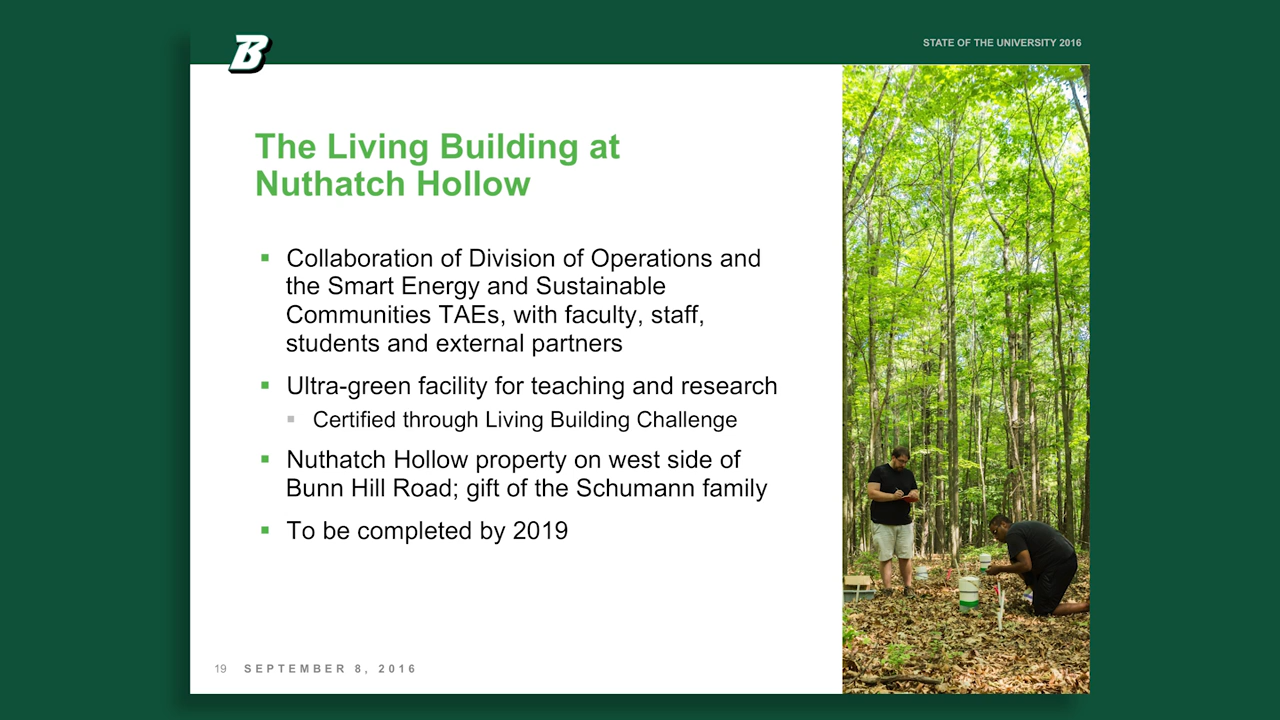 B
STATE OF THE UNIVERSITY 2016
The Living Building at
Nuthatch Hollow
▪ Collaboration of Division of Operations and
the Smart Energy and Sustainable
Communities TAEs, with faculty, staff,
students and external partners
▪ Ultra-green facility for teaching and research
▪ Certified through Living Building Challenge
▪ Nuthatch Hollow property on west side of
Bunn Hill Road; gift of the Schumann family
▪ To be completed by 2019
19 SEPTEMBER 8, 2016